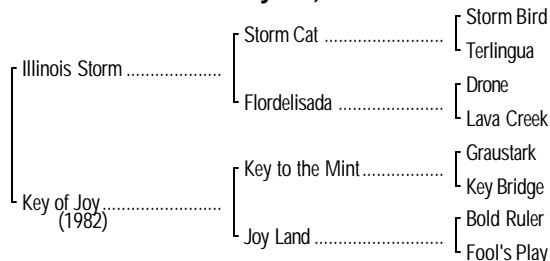 Storm Bird
Storm Cat ........................
Terlingua
Illinois Storm ...................
Drone
Flordelisada .....................
Lava Creek
Graustark
Key to the Mint.................
Key Bridge
Key of Joy........................
(1982)
Bold Ruler
Joy Land ..........................
Fool's Play